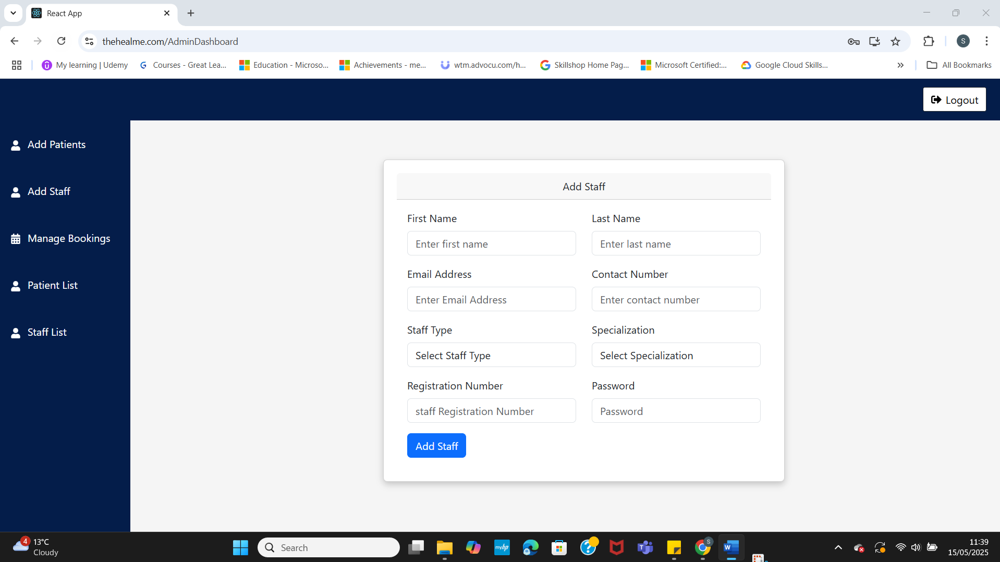 React App
thehealme.com/AdminDashboard
S
My learning | Udemy
Courses - Great Lea...
Education - Microso...
Achievements - me...
wtm.advocu.com/h...
Skillshop Home Pag...
Microsoft Certified:...
Google Cloud Skills...
All Bookmarks
Logout
Add Patients
Add Staff
Manage Bookings
Patient List
Staff List
Add Staff
First Name Last Name
Enter first name Enter last name
Email Address Contact Number
Enter Email Address Enter contact number
Staff Type Specialization
Select Staff Type Select Specialization
Registration Number Password
staff Registration Number Password
Add Staff
4
13°C
Cloudy
Search
myhp
S
W
11:39
15/05/2025